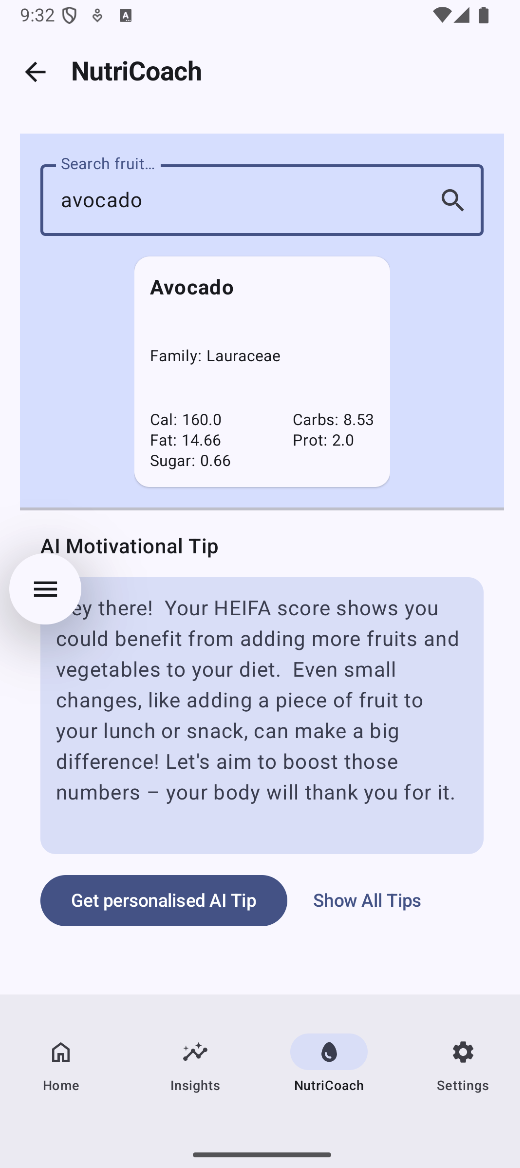 9:32
NutriCoach
Search fruit...
avocado
Avocado
Family: Lauraceae
Cal: 160.0 Carbs: 8.53
Fat: 14.66 Prot: 2.0
Sugar: 0.66
AI Motivational Tip
ey there!  Your HEIFA score shows you
could benefit from adding more fruits and
vegetables to your diet.  Even small
changes, like adding a piece of fruit to
your lunch or snack, can make a big
difference! Let's aim to boost those
numbers – your body will thank you for it.
Get personalised AI Tip Show All Tips
Home Insights NutriCoach Settings